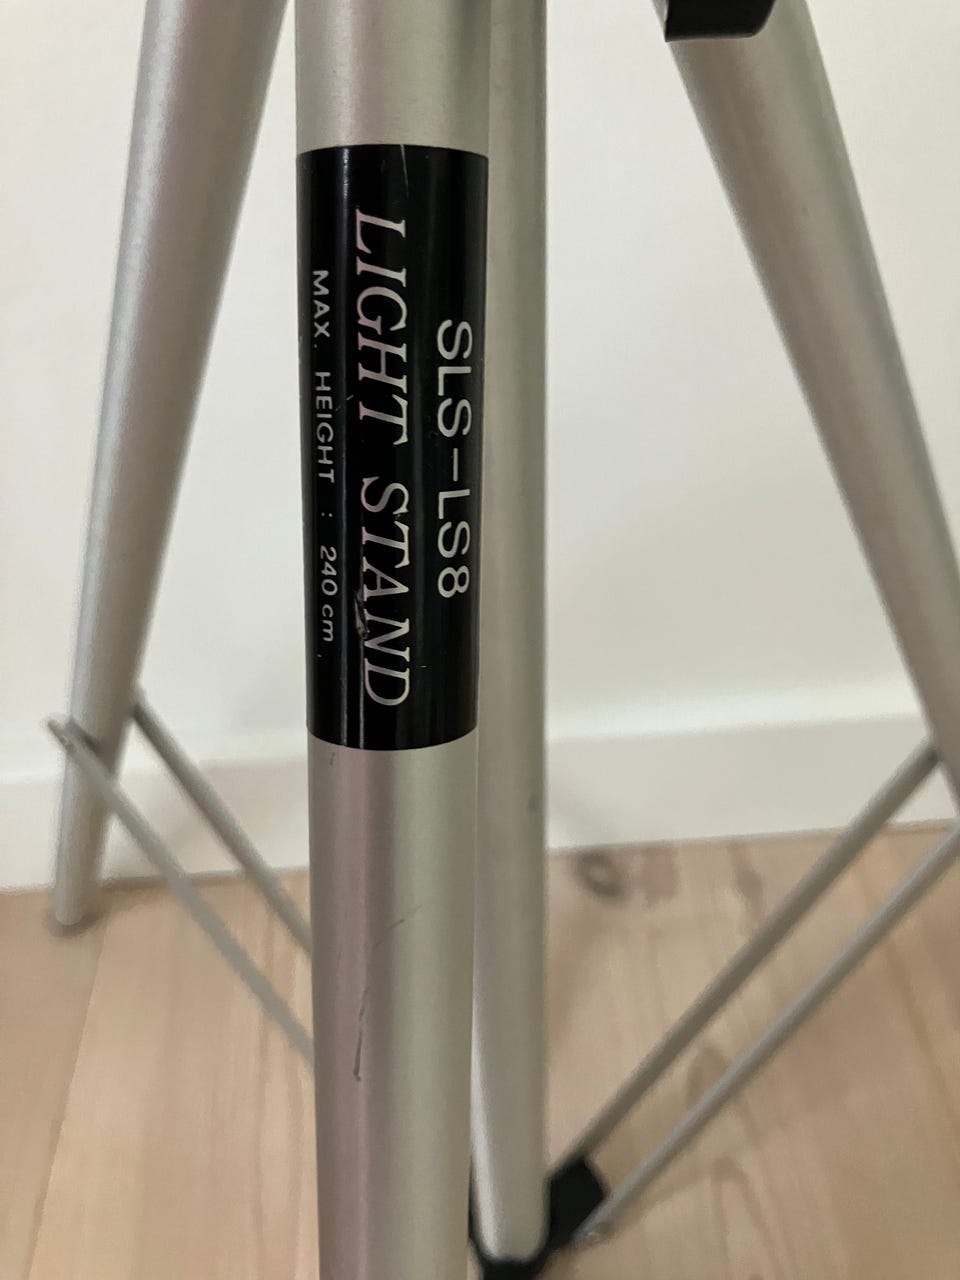 SLS-LS8
LIGHT STAND
MAX. HEIGHT : 240 cm